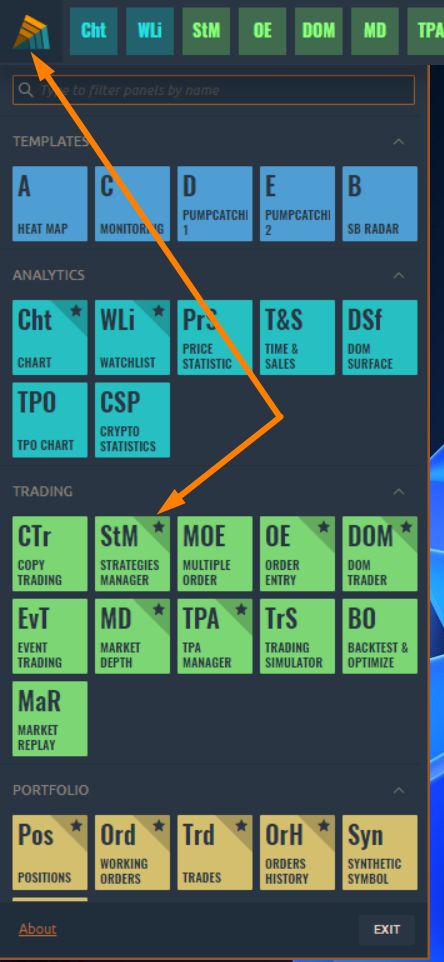 Cht WLi StM OE DOM MD TPA
Type to filter panels by name
TEMPLATES
A C D E B
HEAT MAP MONITORING PUMPCATCHI 1 PUMPCATCHI 2 SB RADAR
ANALYTICS
Cht WLi PrS T&S DSf
CHART WATCHLIST PRICE STATISTIC TIME & SALES DOM SURFACE
TPO CSP
TPO CHART CRYPTO STATISTICS
TRADING
CTr StM MOE OE DOM
COPY TRADING STRATEGIES MANAGER MULTIPLE ORDER ORDER ENTRY DOM TRADER
EvT MD TPA TrS BO
EVENT TRADING MARKET DEPTH TPA MANAGER TRADING SIMULATOR BACKTEST & OPTIMIZE
MaR
MARKET REPLAY
PORTFOLIO
Pos Ord Trd OrH Syn
POSITIONS WORKING ORDERS TRADES ORDERS HISTORY SYNTHETIC SYMBOL
About EXIT